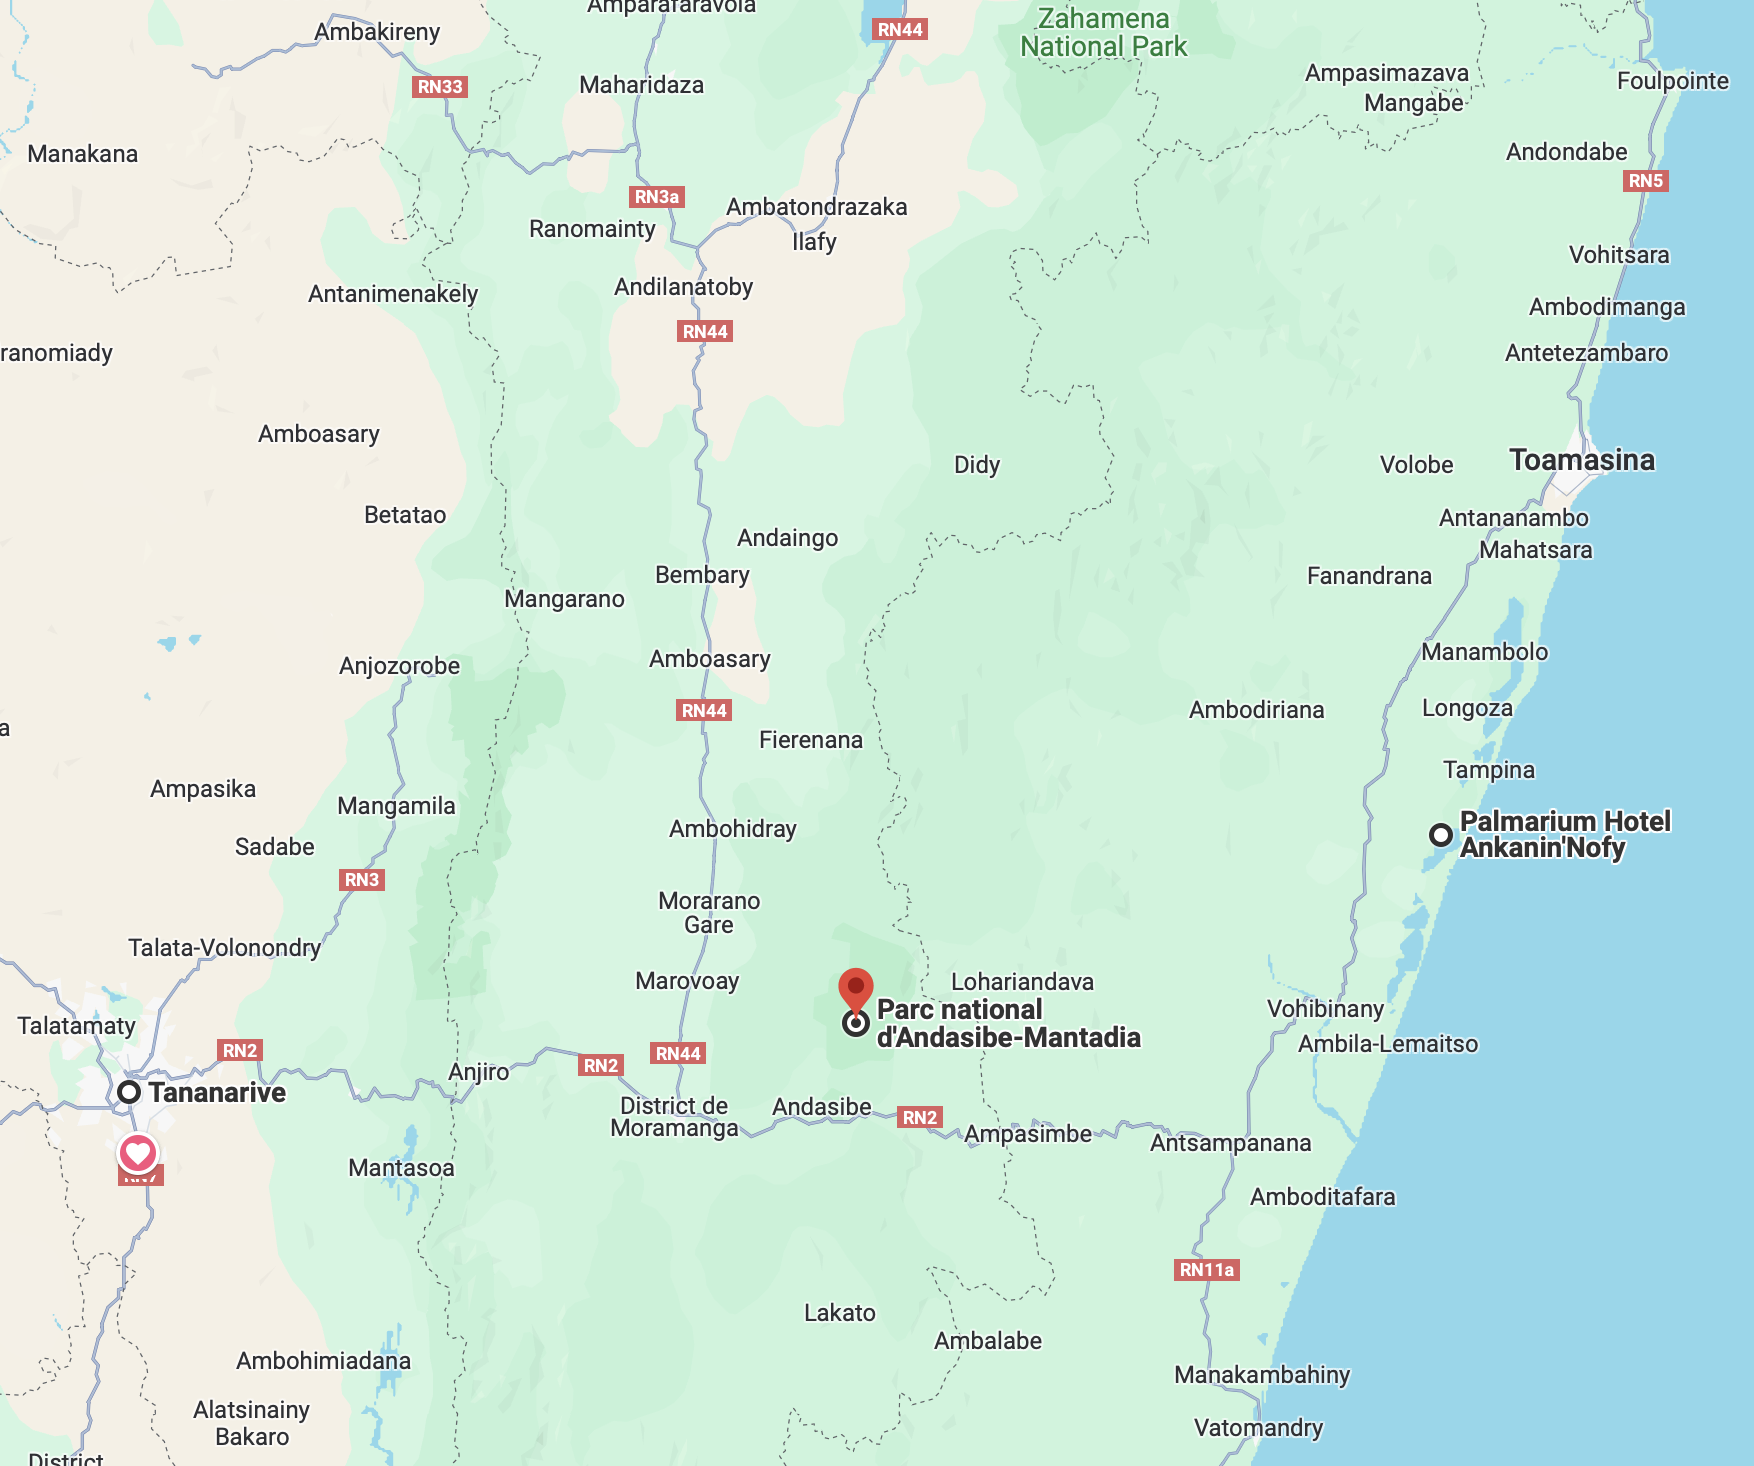 Amparafaravola
Zahamena
National Park
RN44
Ambakireny
RN33
Maharidaza
Ampasimazava
Mangabe
Foulpointe
Manakana
Andondabe
RN5
RN3a
Ambatondrazaka
Ranomainty
Ilafy
Vohitsara
Antanimenakely
Andilanatoby
Ambodimanga
RN44
ranomiady
Antetezambaro
Amboasary
Didy
Volobe
Toamasina
Betatao
Andaingo
Antananambo
Mahatsara
Bembary
Fanandrana
Mangarano
Manambolo
Anjozorobe
Amboasary
RN44
Ambodiriana
Longoza
a
Fierenana
Tampina
Ampasika
Mangamila
Ambohidray
Palmarium Hotel
Ankanin'Nofy
Sadabe
RN3
Morarano
Gare
Talata-Volonondry
Marovoay
Lohariandava
Parc national
d'Andasibe-Mantadia
Vohibinany
Talatamaty
Ambila-Lemaitso
RN2
RN44
RN2
Anjiro
Tananarive
District de
Moramanga
Andasibe
RN2
Ampasimbe
Antsampanana
Mantasoa
RN7
Amboditafara
RN11a
Lakato
Ambalabe
Ambohimiadana
Manakambahiny
Alatsinainy
Bakaro
Vatomandry
District